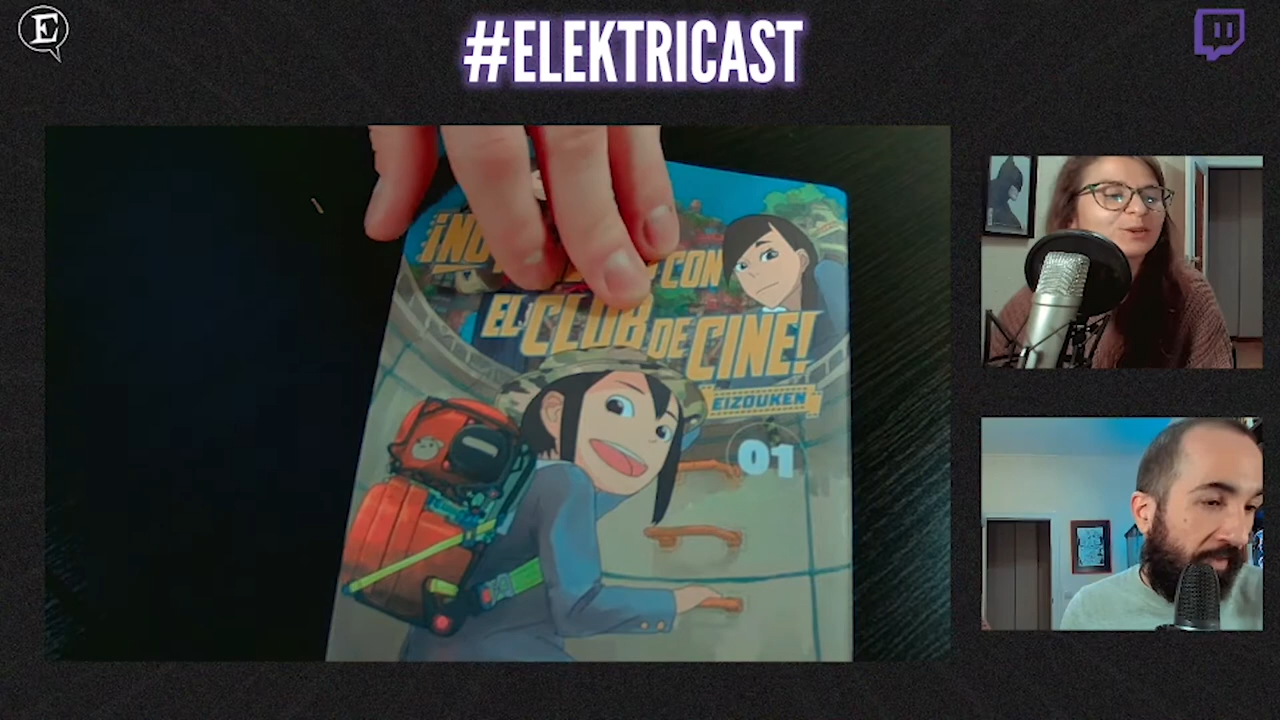 E
#ELEKTRICAST
¡NO CON
EL CLUB DE CINE!
EIZOUKEN
01